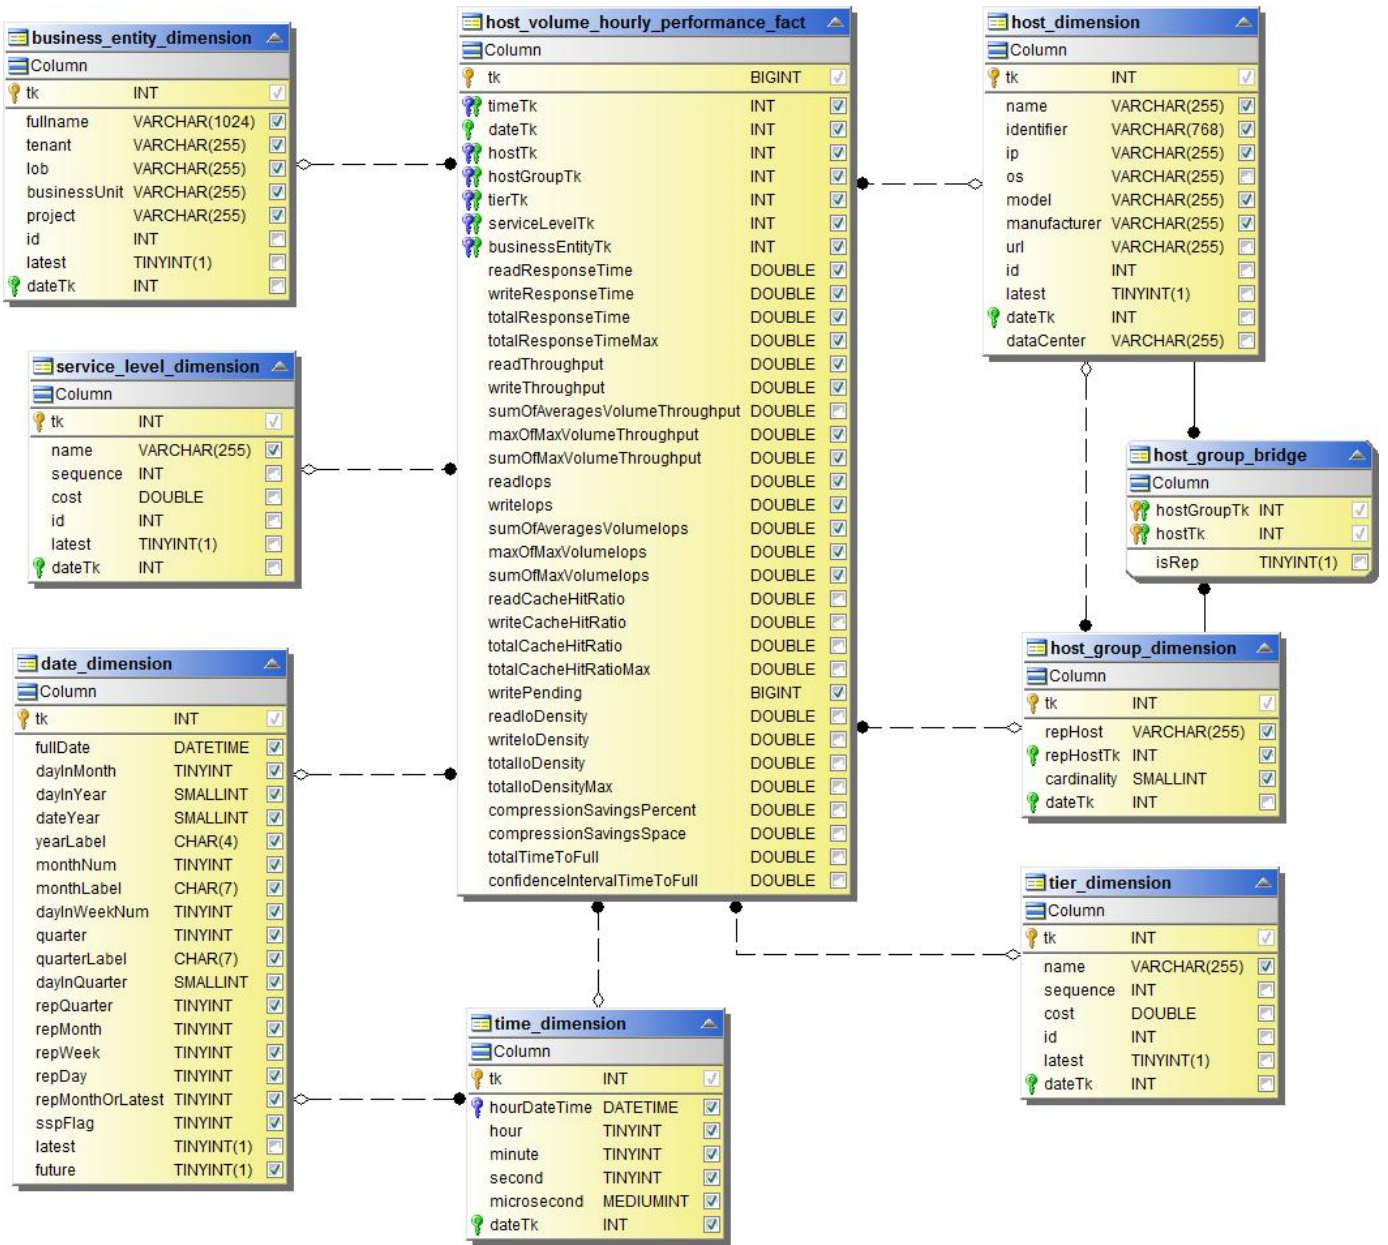 business_entity_dimension
Column
tk INT
fullname VARCHAR(1024)
tenant VARCHAR(255)
lob VARCHAR(255)
businessUnit VARCHAR(255)
project VARCHAR(255)
id INT
latest TINYINT(1)
dateTk INT
service_level_dimension
Column
tk INT
name VARCHAR(255)
sequence INT
cost DOUBLE
id INT
latest TINYINT(1)
dateTk INT
date_dimension
Column
tk INT
fullDate DATETIME
dayInMonth TINYINT
dayInYear SMALLINT
dateYear SMALLINT
yearLabel CHAR(4)
monthNum TINYINT
monthLabel CHAR(7)
dayInWeekNum TINYINT
quarter TINYINT
quarterLabel CHAR(7)
dayInQuarter SMALLINT
repQuarter TINYINT
repMonth TINYINT
repWeek TINYINT
repDay TINYINT
repMonthOrLatest TINYINT
sspFlag TINYINT
latest TINYINT(1)
future TINYINT(1)
host_volume_hourly_performance_fact
Column
tk BIGINT
timeTk INT
dateTk INT
hostTk INT
hostGroupTk INT
tierTk INT
serviceLevelTk INT
businessEntityTk INT
readResponseTime DOUBLE
writeResponseTime DOUBLE
totalResponseTime DOUBLE
totalResponseTimeMax DOUBLE
readThroughput DOUBLE
writeThroughput DOUBLE
sumOfAveragesVolumeThroughput DOUBLE
maxOfMaxVolumeThroughput DOUBLE
sumOfMaxVolumeThroughput DOUBLE
readIops DOUBLE
writeIops DOUBLE
sumOfAveragesVolumeIops DOUBLE
maxOfMaxVolumeIops DOUBLE
sumOfMaxVolumeIops DOUBLE
readCacheHitRatio DOUBLE
writeCacheHitRatio DOUBLE
totalCacheHitRatio DOUBLE
totalCacheHitRatioMax DOUBLE
writePending BIGINT
readIoDensity DOUBLE
writeIoDensity DOUBLE
totalIoDensity DOUBLE
totalIoDensityMax DOUBLE
compressionSavingsPercent DOUBLE
compressionSavingsSpace DOUBLE
totalTimeToFull DOUBLE
confidenceIntervalTimeToFull DOUBLE
time_dimension
Column
tk INT
hourDateTime DATETIME
hour TINYINT
minute TINYINT
second TINYINT
microsecond MEDIUMINT
dateTk INT
host_dimension
Column
tk INT
name VARCHAR(255)
identifier VARCHAR(768)
ip VARCHAR(255)
os VARCHAR(255)
model VARCHAR(255)
manufacturer VARCHAR(255)
url VARCHAR(255)
id INT
latest TINYINT(1)
dateTk INT
dataCenter VARCHAR(255)
host_group_bridge
Column
hostGroupTk INT
hostTk INT
isRep TINYINT(1)
host_group_dimension
Column
tk INT
repHost VARCHAR(255)
repHostTk INT
cardinality SMALLINT
dateTk INT
tier_dimension
Column
tk INT
name VARCHAR(255)
sequence INT
cost DOUBLE
id INT
latest TINYINT(1)
dateTk INT